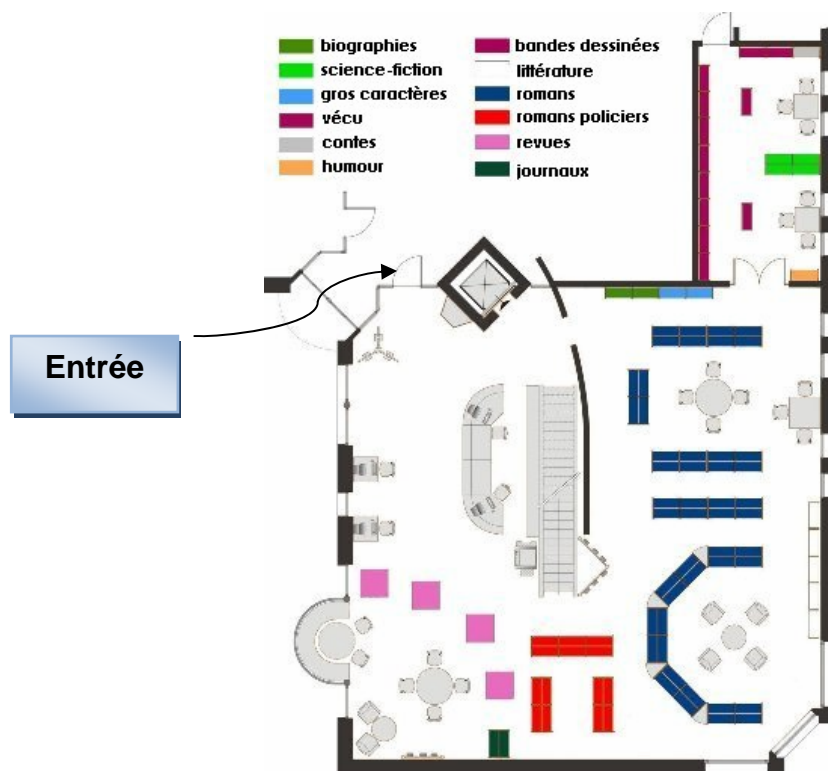 biographies
science-fiction
gros caractères
vécu
contes
humour
bandes dessinées
littérature
romans
romans policiers
revues
journaux
Entrée